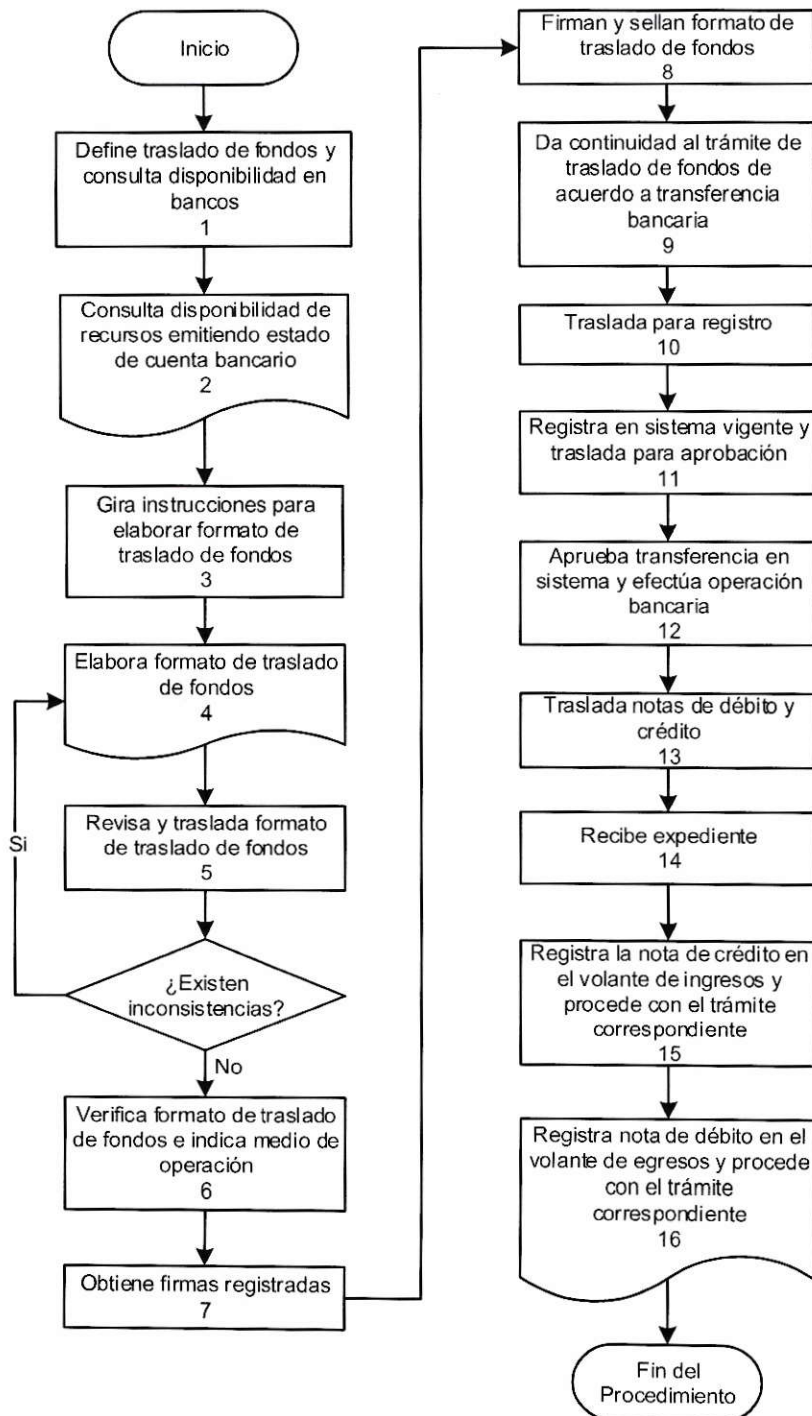 Inicio
Define traslado de fondos y
consulta disponibilidad en
bancos
1
Consulta disponibilidad de
recursos emitiendo estado
de cuenta bancario
2
Gira instrucciones para
elaborar formato de
traslado de fondos
3
Elabora formato de traslado
de fondos
4
Revisa y traslada formato
de traslado de fondos
5
Si
¿Existen
inconsistencias?
No
Verifica formato de traslado
de fondos e indica medio de
operación
6
Obtiene firmas registradas
7
Firman y sellan formato de
traslado de fondos
8
Da continuidad al trámite de
traslado de fondos de
acuerdo a transferencia
bancaria
9
Traslada para registro
10
Registra en sistema vigente y
traslada para aprobación
11
Aprueba transferencia en
sistema y efectúa operación
bancaria
12
Traslada notas de débito y
crédito
13
Recibe expediente
14
Registra la nota de crédito en
el volante de ingresos y
procede con el trámite
correspondiente
15
Registra nota de débito en el
volante de egresos y procede
con el trámite
correspondiente
16
Fin del
Procedimiento